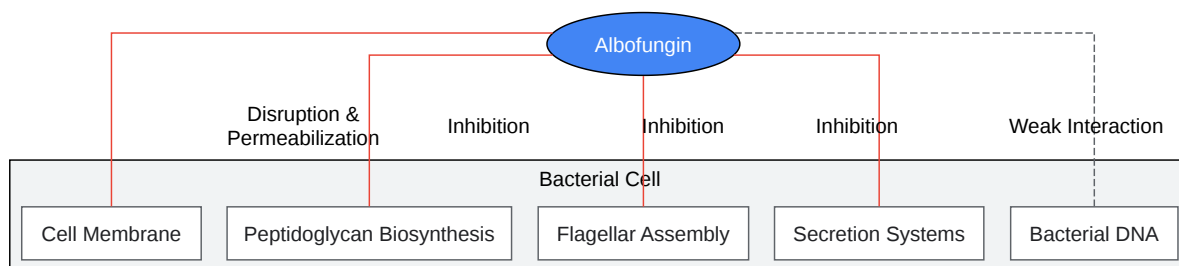 Albofungin
Disruption &
Permeabilization
Inhibition
Inhibition
Inhibition
Weak Interaction
Bacterial Cell
Cell Membrane
Peptidoglycan Biosynthesis
Flagellar Assembly
Secretion Systems
Bacterial DNA